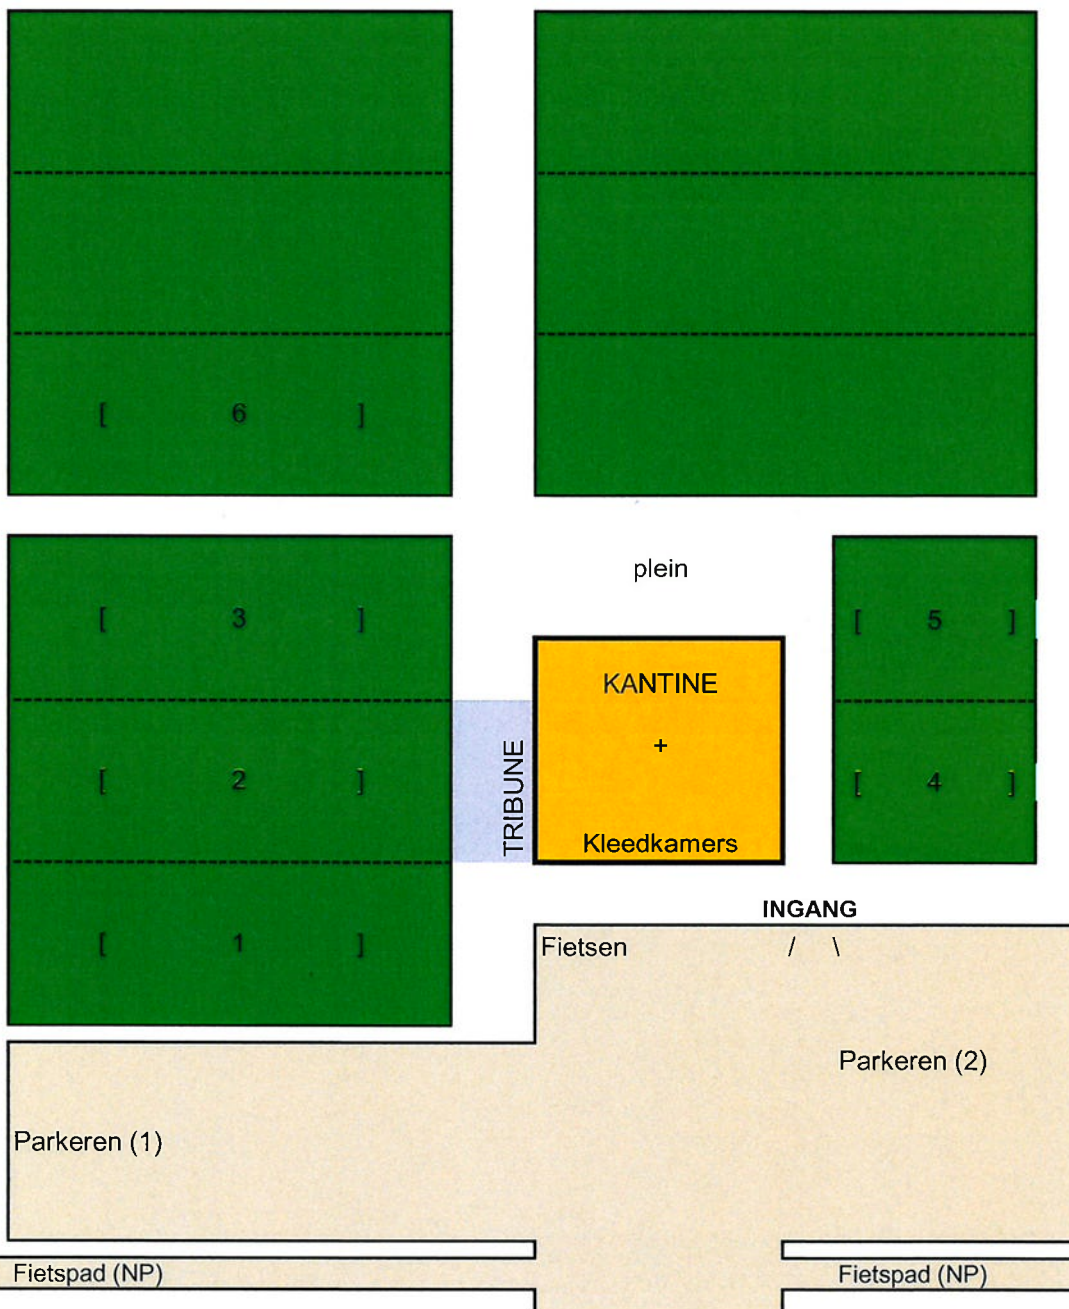 [ 6 ]
plein
[ 3 ]
[ 5 ]
KANTINE
+
[ 2 ]
TRIBUNE
[ 4 ]
Kleedkamers
INGANG
[ 1 ]
Fietsen / \
Parkeren (2)
Parkeren (1)
Fietspad (NP)
Fietspad (NP)